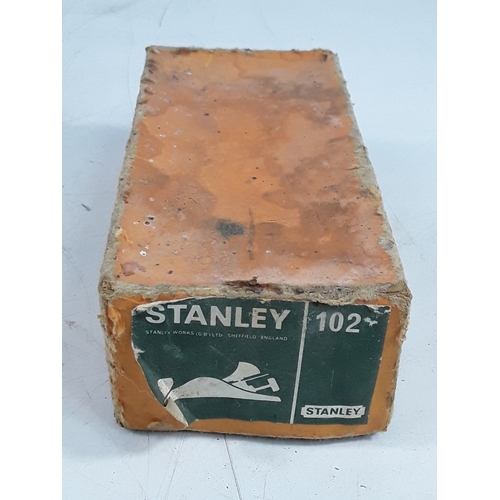 STANLEY
102
STANLEY WORKS (G.B.) LTD. SHEFFIELD ENGLAND
STANLEY